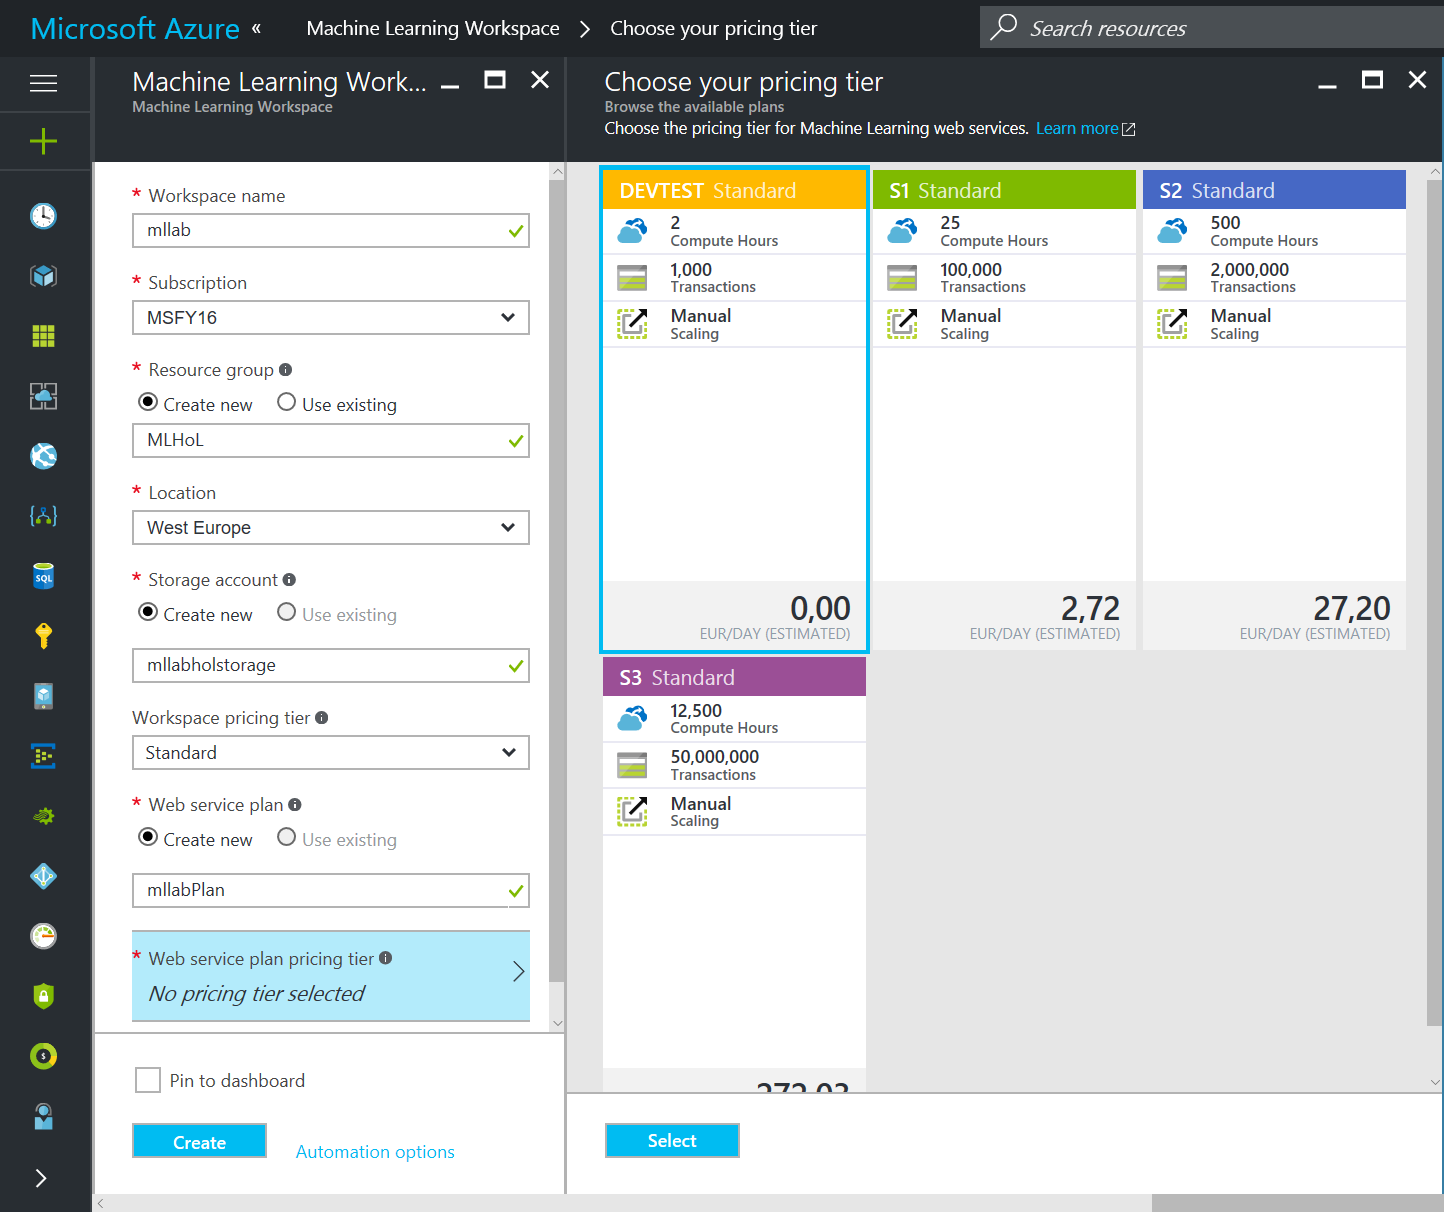 Microsoft Azure «
Machine Learning Workspace > Choose your pricing tier
Search resources
Machine Learning Work...
Machine Learning Workspace
* Workspace name
mllab
* Subscription
MSFY16
* Resource group
Create new Use existing
MLHoL
* Location
West Europe
* Storage account
Create new Use existing
mllabholstorage
Workspace pricing tier
Standard
* Web service plan
Create new Use existing
mllabPlan
* Web service plan pricing tier
No pricing tier selected
Pin to dashboard
Create
Automation options
Choose your pricing tier
Browse the available plans
Choose the pricing tier for Machine Learning web services. Learn more
DEVTEST Standard
2
Compute Hours
1,000
Transactions
Manual
Scaling
0,00
EUR/DAY (ESTIMATED)
S1 Standard
25
Compute Hours
100,000
Transactions
Manual
Scaling
2,72
EUR/DAY (ESTIMATED)
S2 Standard
500
Compute Hours
2,000,000
Transactions
Manual
Scaling
27,20
EUR/DAY (ESTIMATED)
S3 Standard
12,500
Compute Hours
50,000,000
Transactions
Manual
Scaling
Select
SQL